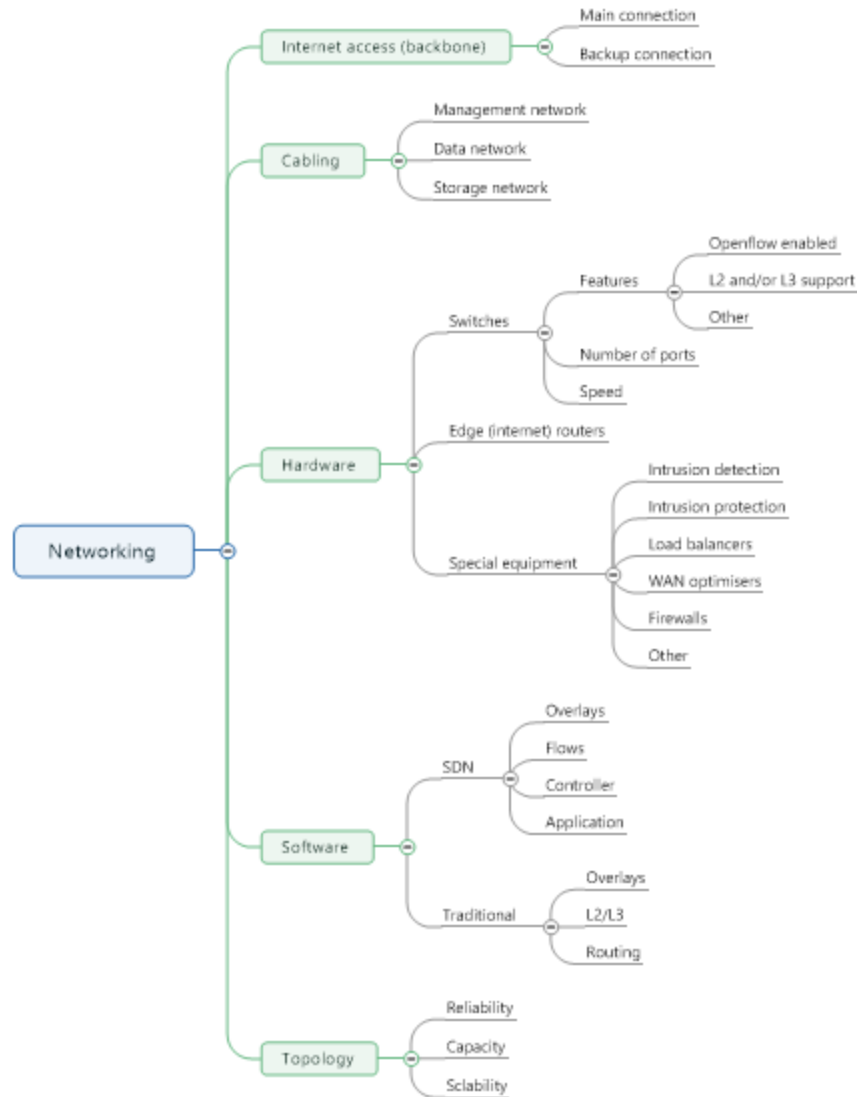 Main connection
Internet access (backbone)
Backup connection
Management network
Cabling
Data network
Storage network
Openflow enabled
Features
L2 and/or L3 support
Other
Switches
Number of ports
Speed
Edge (internet) routers
Hardware
Intrusion detection
Intrusion protection
Load balancers
Networking
Special equipment
WAN optimisers
Firewalls
Other
Overlays
SDN
Flows
Controller
Application
Software
Overlays
Traditional
L2/L3
Routing
Reliability
Topology
Capacity
Sclability